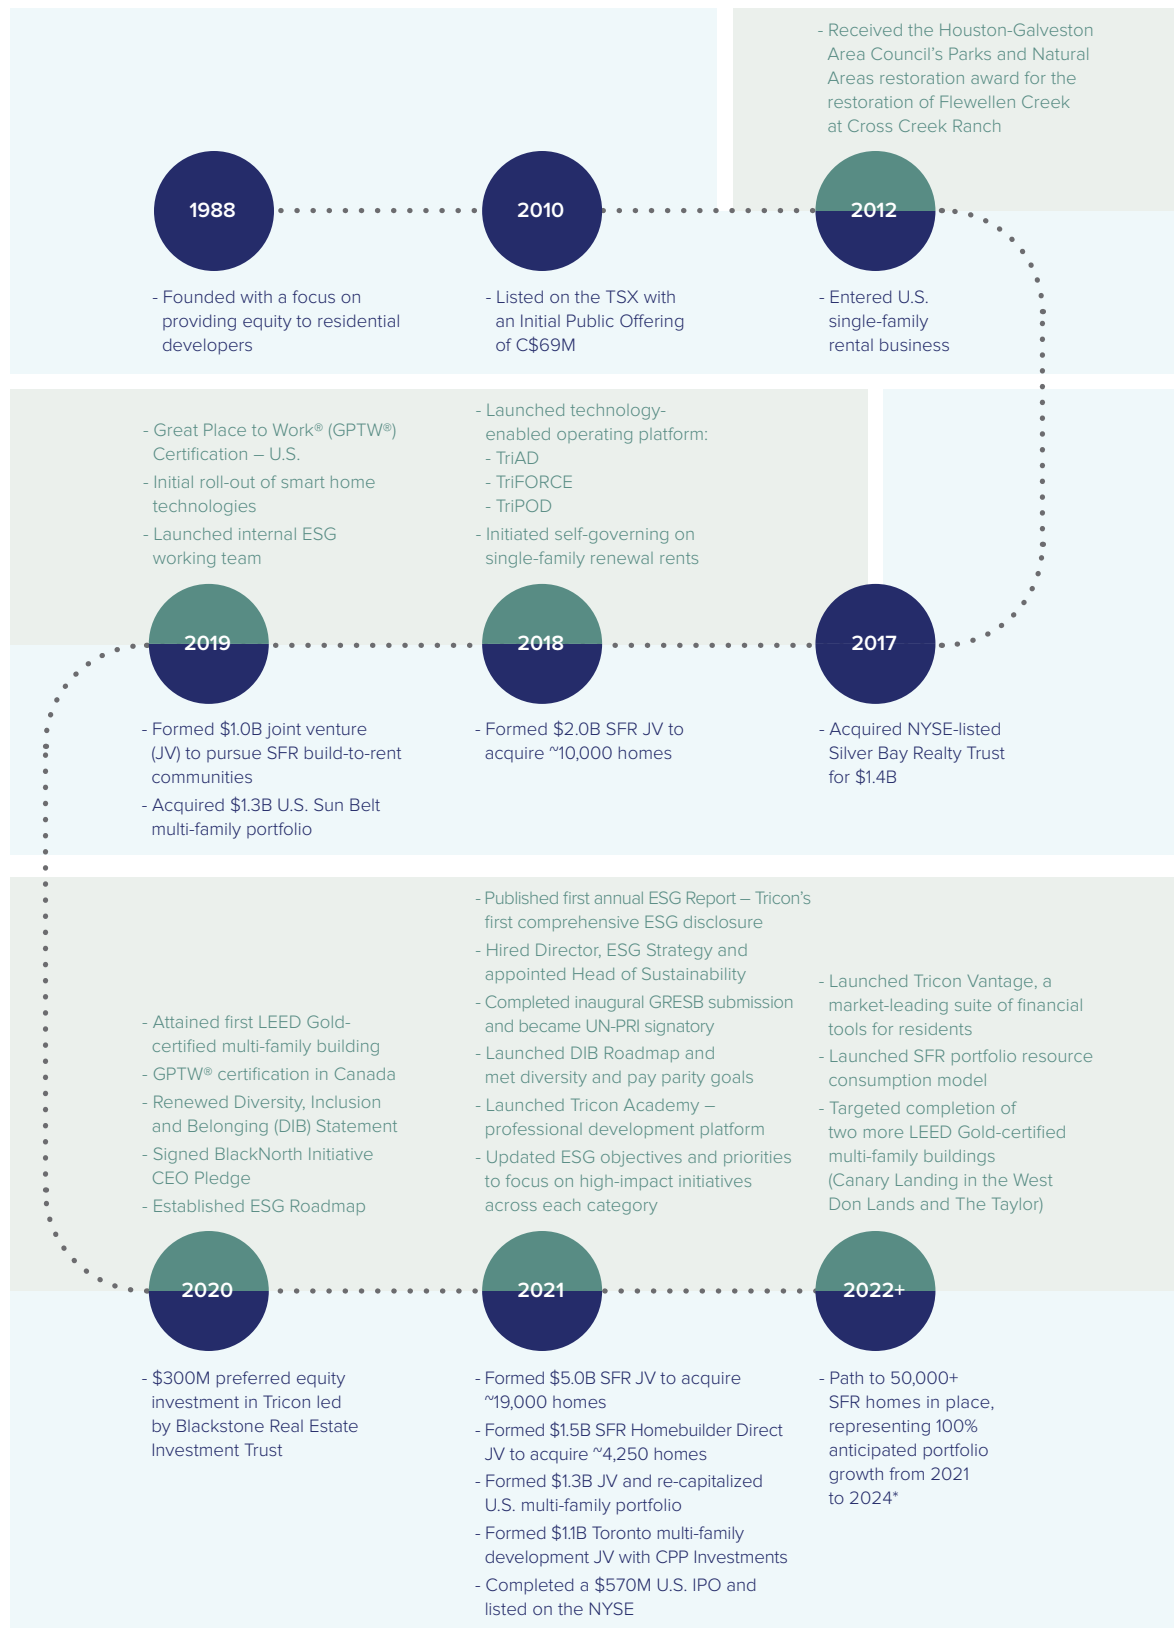 - Received the Houston-Galveston
Area Council's Parks and Natural
Areas restoration award for the
restoration of Flewellen Creek
at Cross Creek Ranch
1988
2010
2012
- Founded with a focus on
providing equity to residential
developers
- Listed on the TSX with
an Initial Public Offering
of C$69M
- Entered U.S.
single-family
rental business
- Great Place to Work® (GPTW®)
Certification – U.S.
- Initial roll-out of smart home
technologies
- Launched internal ESG
working team
- Launched technology-
enabled operating platform:
- TriAD
- TriFORCE
- TriPOD
- Initiated self-governing on
single-family renewal rents
2019
2018
2017
- Formed $1.0B joint venture
(JV) to pursue SFR build-to-rent
communities
- Acquired $1.3B U.S. Sun Belt
multi-family portfolio
- Formed $2.0B SFR JV to
acquire ~10,000 homes
- Acquired NYSE-listed
Silver Bay Realty Trust
for $1.4B
- Attained first LEED Gold-
certified multi-family building
- GPTW® certification in Canada
- Renewed Diversity, Inclusion
and Belonging (DIB) Statement
- Signed BlackNorth Initiative
CEO Pledge
- Established ESG Roadmap
- Published first annual ESG Report – Tricon's
first comprehensive ESG disclosure
- Hired Director, ESG Strategy and
appointed Head of Sustainability
- Completed inaugural GRESB submission
and became UN-PRI signatory
- Launched DIB Roadmap and
met diversity and pay parity goals
- Launched Tricon Academy –
professional development platform
- Updated ESG objectives and priorities
to focus on high-impact initiatives
across each category
- Launched Tricon Vantage, a
market-leading suite of financial
tools for residents
- Launched SFR portfolio resource
consumption model
- Targeted completion of
two more LEED Gold-certified
multi-family buildings
(Canary Landing in the West
Don Lands and The Taylor)
2020
2021
2022+
- $300M preferred equity
investment in Tricon led
by Blackstone Real Estate
Investment Trust
- Formed $5.0B SFR JV to acquire
~19,000 homes
- Formed $1.5B SFR Homebuilder Direct
JV to acquire ~4,250 homes
- Formed $1.3B JV and re-capitalized
U.S. multi-family portfolio
- Formed $1.1B Toronto multi-family
development JV with CPP Investments
- Completed a $570M U.S. IPO and
listed on the NYSE
- Path to 50,000+
SFR homes in place,
representing 100%
anticipated portfolio
growth from 2021
to 2024*